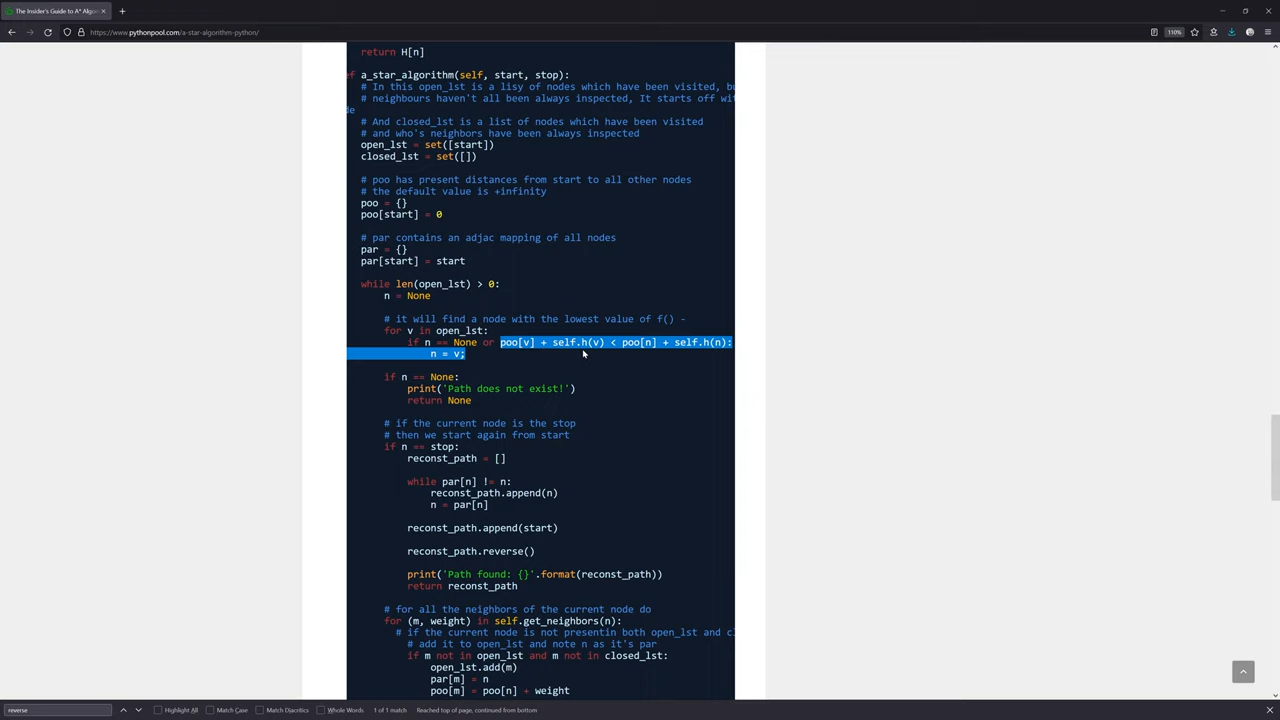 The Insider's Guide to A* Algo
https://www.pythonpool.com/a-star-algorithm-python/
110%
return H[n]
f a_star_algorithm(self, start, stop):
# In this open_lst is a lisy of nodes which have been visited, bu
# neighbours haven't all been always inspected, It starts off wit
de
# And closed_lst is a list of nodes which have been visited
# and who's neighbors have been always inspected
open_lst = set([start])
closed_lst = set([])
# poo has present distances from start to all other nodes
# the default value is +infinity
poo = {}
poo[start] = 0
# par contains an adjac mapping of all nodes
par = {}
par[start] = start
while len(open_lst) > 0:
n = None
# it will find a node with the lowest value of f() -
for v in open_lst:
if n == None or poo[v] + self.h(v) < poo[n] + self.h(n):
n = v;
if n == None:
print('Path does not exist!')
return None
# if the current node is the stop
# then we start again from start
if n == stop:
reconst_path = []
while par[n] != n:
reconst_path.append(n)
n = par[n]
reconst_path.append(start)
reconst_path.reverse()
print('Path found: {}'.format(reconst_path))
return reconst_path
# for all the neighbors of the current node do
for (m, weight) in self.get_neighbors(n):
# if the current node is not presentin both open_lst and cl
# add it to open_lst and note n as it's par
if m not in open_lst and m not in closed_lst:
open_lst.add(m)
par[m] = n
poo[m] = poo[n] + weight
reverse
Highlight All
Match Case
Match Diacritics
Whole Words
1 of 1 match
Reached top of page, continued from bottom